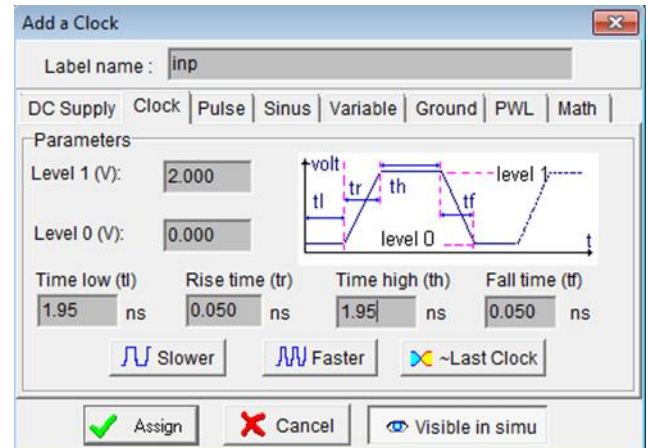 Add a Clock
Label name : inp
DC Supply Clock Pulse Sinus Variable Ground PWL Math
Parameters
Level 1 (V): 2.000
volt
tl tr th tf
level 1
level 0
t
Level 0 (V): 0.000
Time low (tl) Rise time (tr) Time high (th) Fall time (tf)
1.95 ns 0.050 ns 1.95 ns 0.050 ns
Slower Faster ~Last Clock
Assign Cancel Visible in simu